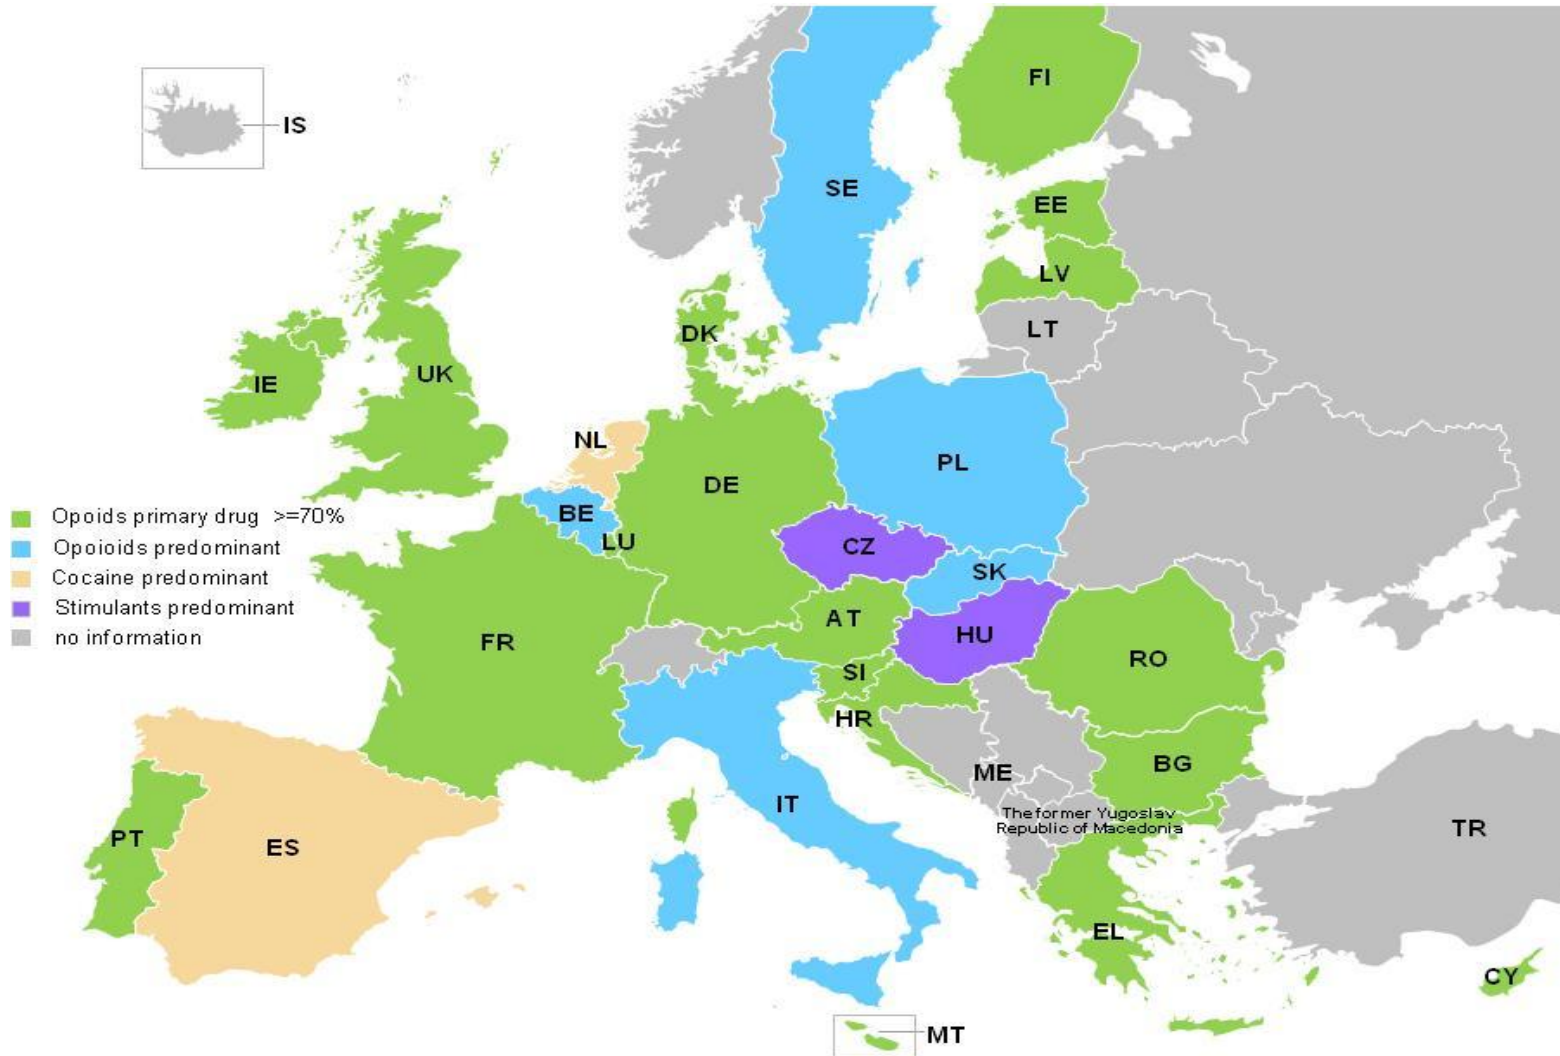 FI
IS
SE
EE
LV
LT
DK
UK
IE
NL
PL
DE
BE
LU
CZ
SK
Opoids primary drug >=70%
Opoioids predominant
Cocaine predominant
Stimulants predominant
no information
AT
HU
FR
SI
RO
HR
ME
BG
IT
The former Yugoslav
Republic of Macedonia
TR
PT
ES
EL
CY
MT